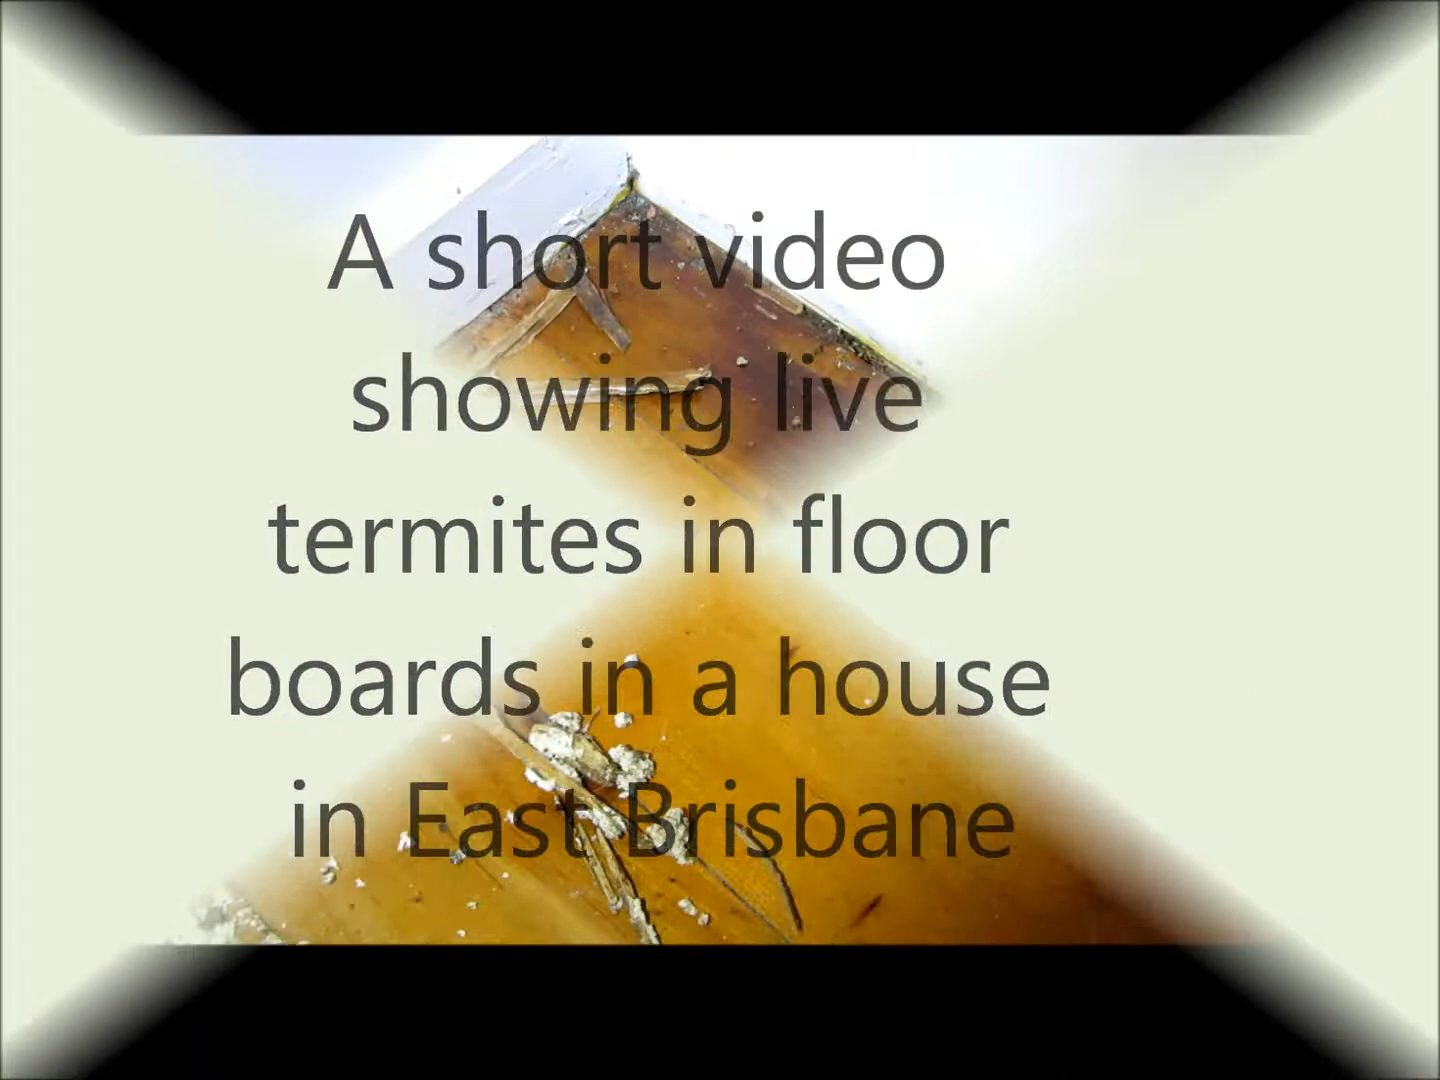 A short video
showing live
termites in floor
boards in a house
in East Brisbane